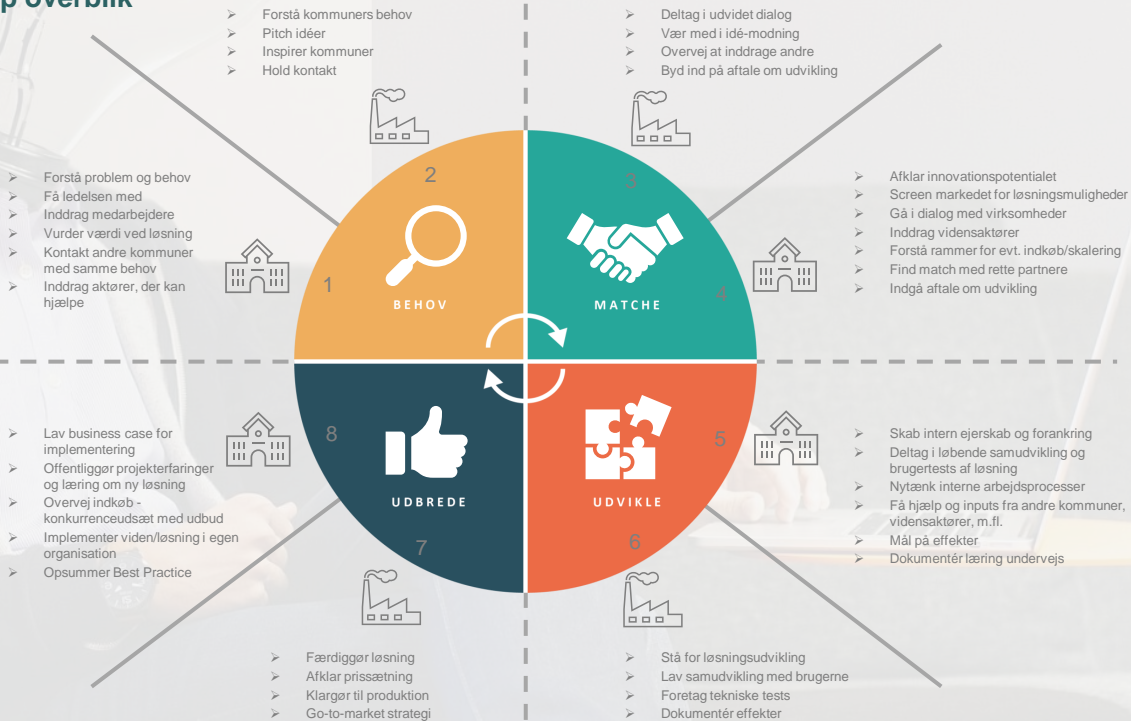 p overblik
Forstå kommuners behov
Pitch idéer
Inspirer kommuner
Hold kontakt
Deltag i udvidet dialog
Vær med i idé-modning
Overvej at inddrage andre
Byd ind på aftale om udvikling
Forstå problem og behov
Få ledelsen med
Inddrag medarbejdere
Vurder værdi ved løsning
Kontakt andre kommuner
med samme behov
Inddrag aktører, der kan
hjælpe
1
2
BEHOV
3
4
MATCHE
Afklar innovationspotentialet
Screen markedet for løsningsmuligheder
Gå i dialog med virksomheder
Inddrag vidensaktører
Forstå rammer for evt. indkøb/skalering
Find match med rette partnere
Indgå aftale om udvikling
Lav business case for
implementering
Offentliggør projekterfaringer
og læring om ny løsning
Overvej indkøb -
konkurrenceudsæt med udbud
Implementer viden/løsning i egen
organisation
Opsummer Best Practice
8
UDBREDE
7
5
UDVIKLE
6
Skab intern ejerskab og forankring
Deltag i løbende samudvikling og
brugertests af løsning
Nytænk interne arbejdsprocesser
Få hjælp og inputs fra andre kommuner,
vidensaktører, m.fl.
Mål på effekter
Dokumentér læring undervejs
Færdiggør løsning
Afklar prissætning
Klargør til produktion
Go-to-market strategi
Stå for løsningsudvikling
Lav samudvikling med brugerne
Foretag tekniske tests
Dokumentér effekter